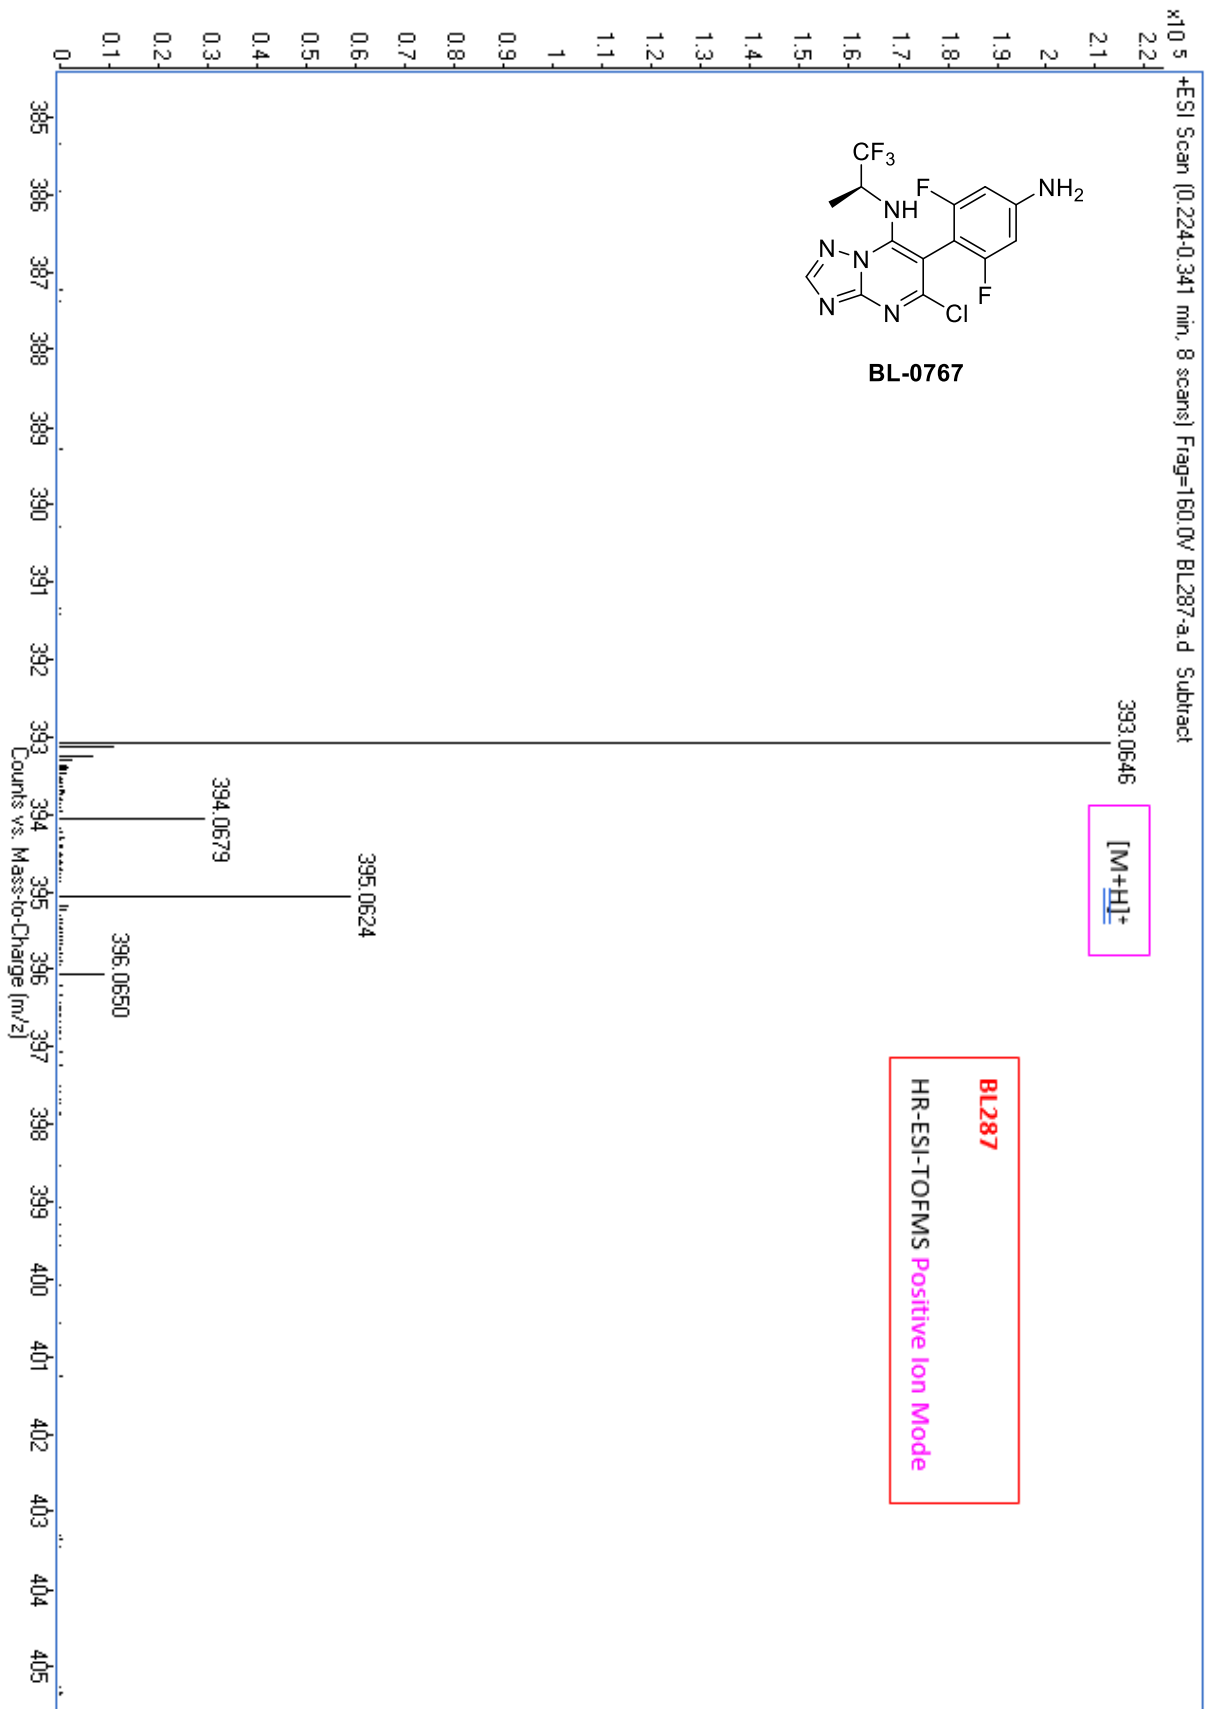 x10 5
+ESI Scan (0.224-0.341 min, 8 scans) Frag=160.0V BL287-a.d Subtract
2.2
2.1
2
1.9
1.8
1.7
1.6
1.5
1.4
1.3
1.2
1.1
1
0.9
0.8
0.7
0.6
0.5
0.4
0.3
0.2
0.1
0
393.0646
[M+H]+
394.0679
395.0624
396.0650
BL287
HR-ESI-TOFMS Positive Ion Mode
385 386 387 388 389 390 391 392 393 394 395 396 397 398 399 400 401 402 403 404 405
Counts vs. Mass-to-Charge (m/z)
CF3
F
NH2
NH
N
N
F
N
N
Cl
BL-0767